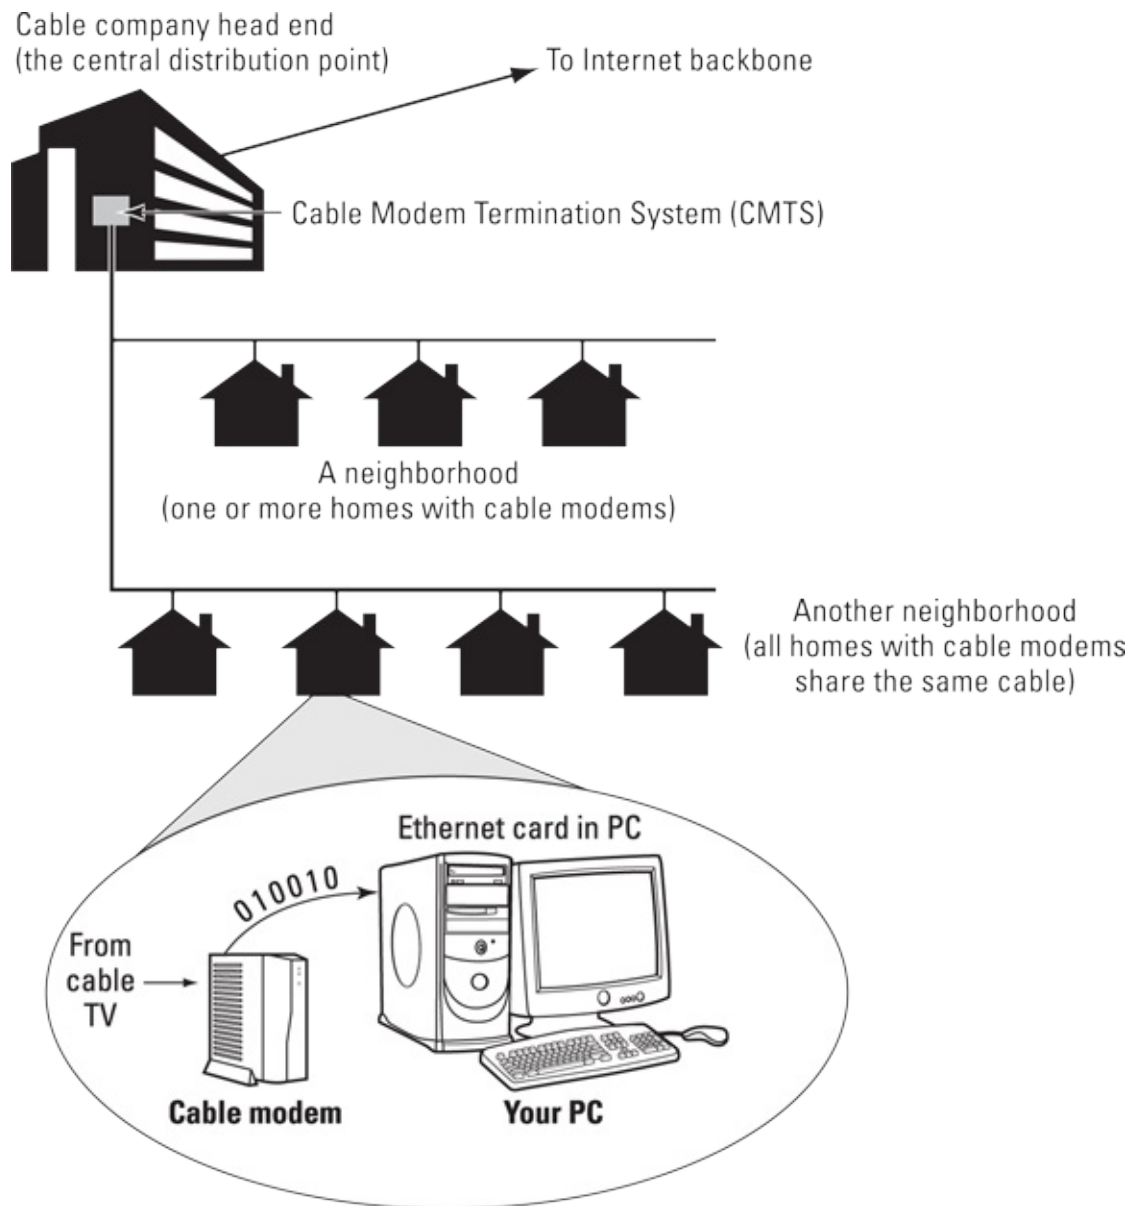 Cable company head end
(the central distribution point)
To Internet backbone
Cable Modem Termination System (CMTS)
A neighborhood
(one or more homes with cable modems)
Another neighborhood
(all homes with cable modems
share the same cable)
Ethernet card in PC
010010
From
cable
TV
Cable modem
Your PC